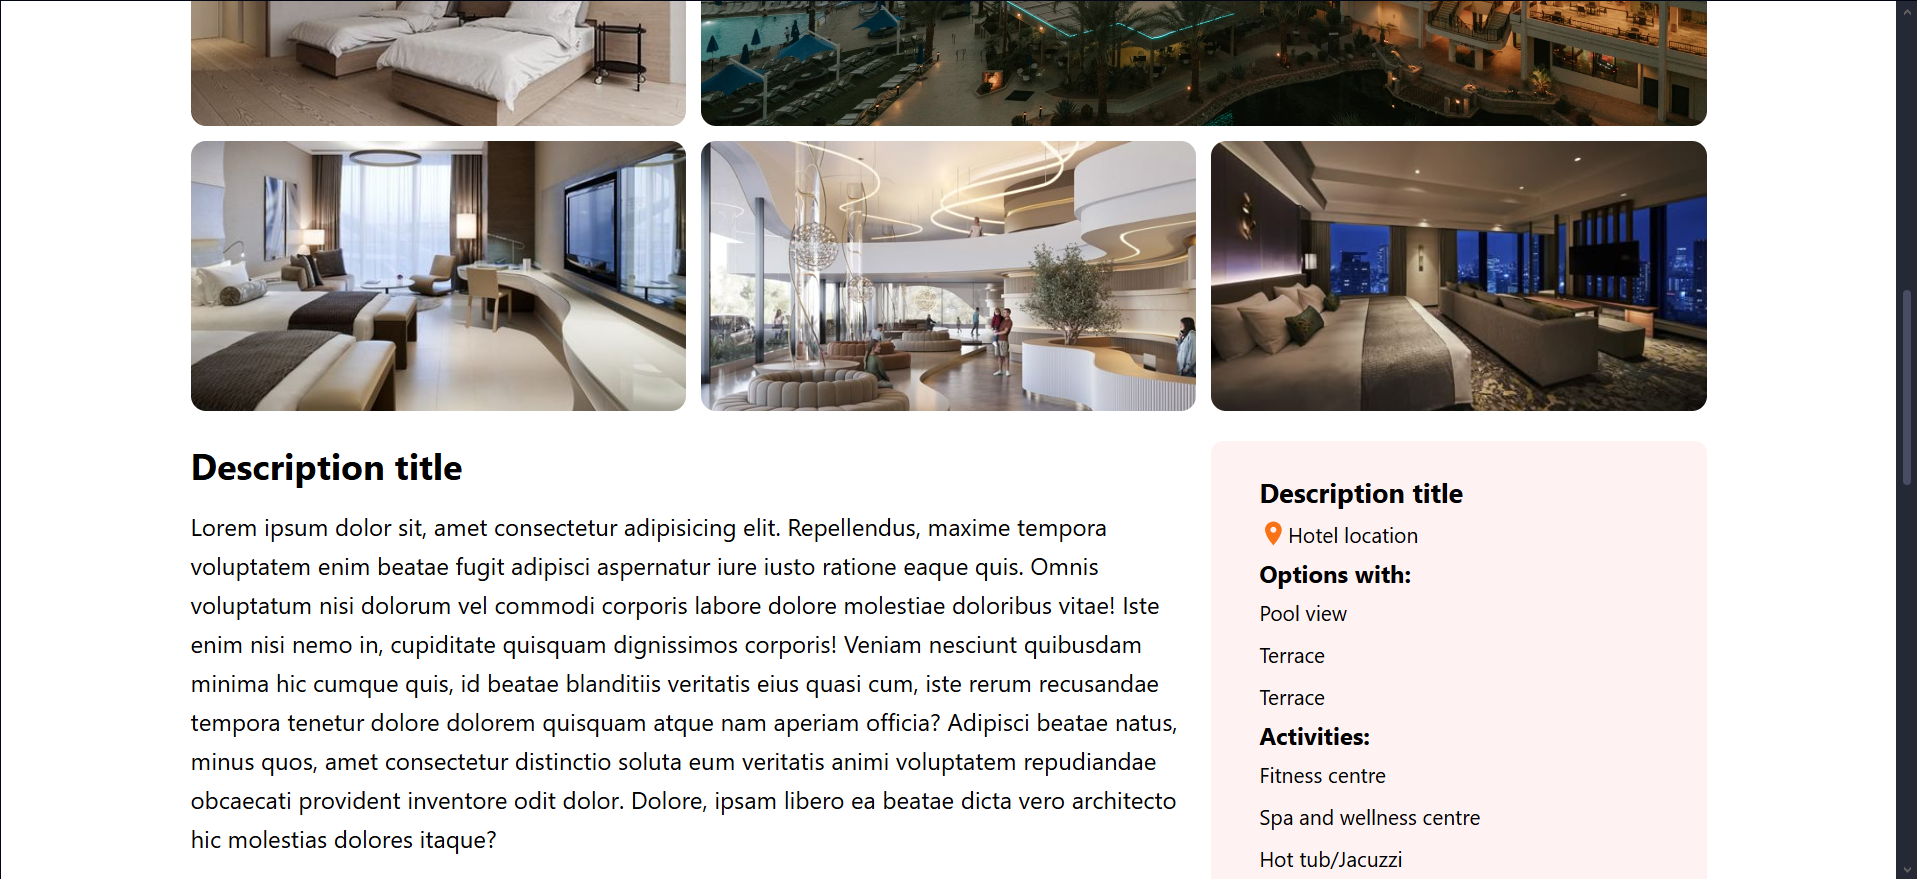 Description title
Lorem ipsum dolor sit, amet consectetur adipisicing elit. Repellendus, maxime tempora
voluptatem enim beatae fugit adipisci aspernatur iure iusto ratione eaque quis. Omnis
voluptatum nisi dolorum vel commodi corporis labore dolore molestiae doloribus vitae! Iste
enim nisi nemo in, cupiditate quisquam dignissimos corporis! Veniam nesciunt quibusdam
minima hic cumque quis, id beatae blanditiis veritatis eius quasi cum, iste rerum recusandae
tempora tenetur dolore dolorem quisquam atque nam aperiam officia? Adipisci beatae natus,
minus quos, amet consectetur distinctio soluta eum veritatis animi voluptatem repudiandae
obcaecati provident inventore odit dolor. Dolore, ipsam libero ea beatae dicta vero architecto
hic molestias dolores itaque?
Description title
Hotel location
Options with:
Pool view
Terrace
Terrace
Activities:
Fitness centre
Spa and wellness centre
Hot tub/Jacuzzi